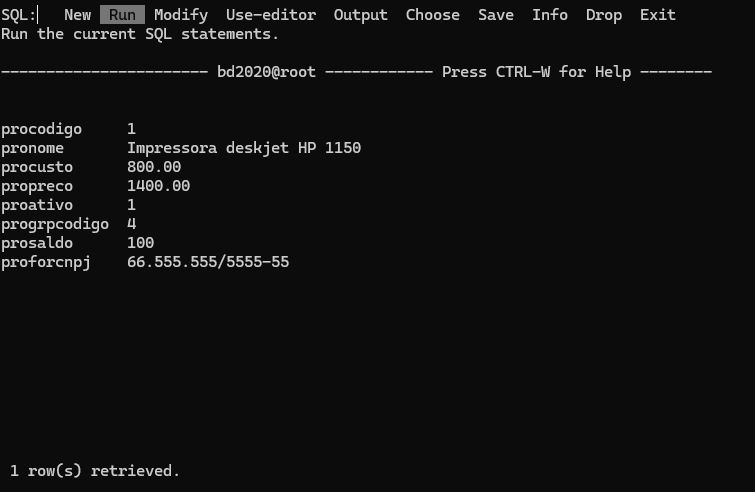 SQL:   New  Run  Modify  Use-editor  Output  Choose  Save  Info  Drop  Exit
Run the current SQL statements.
----------------------- bd2020@root ------------ Press CTRL-W for Help --------
procodigo     1
pronome       Impressora deskjet HP 1150
procusto      800.00
propreco      1400.00
proativo      1
progrpcodigo  4
prosaldo      100
proforcnpj    66.555.555/5555-55
1 row(s) retrieved.